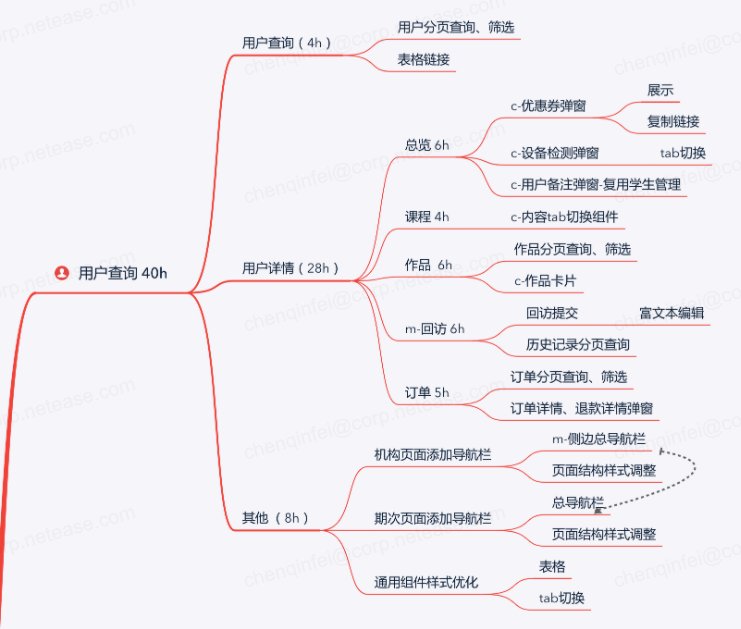 用户查询 40h
用户查询（4h）
用户分页查询、筛选
表格链接
用户详情（28h）
总览 6h
c-优惠券弹窗
展示
复制链接
c-设备检测弹窗
tab切换
c-用户备注弹窗-复用学生管理
课程 4h
c-内容tab切换组件
作品 6h
作品分页查询、筛选
c-作品卡片
m-回访 6h
回访提交
富文本编辑
历史记录分页查询
订单 5h
订单分页查询、筛选
订单详情、退款详情弹窗
其他（8h）
机构页面添加导航栏
m-侧边总导航栏
页面结构样式调整
期次页面添加导航栏
总导航栏
页面结构样式调整
通用组件样式优化
表格
tab切换
chenqinfei@corp.netease.com